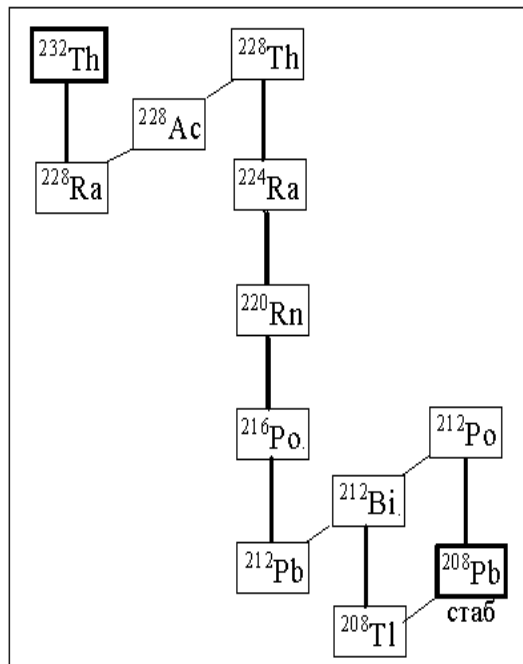 ²³²Th
²²⁸Th
²²⁸Ac
²²⁸Ra
²²⁴Ra
²²⁰Rn
²¹⁶Po.
²¹²Po
²¹²Bi.
²¹²Pb
²⁰⁸Pb
стаб
²⁰⁸Tl